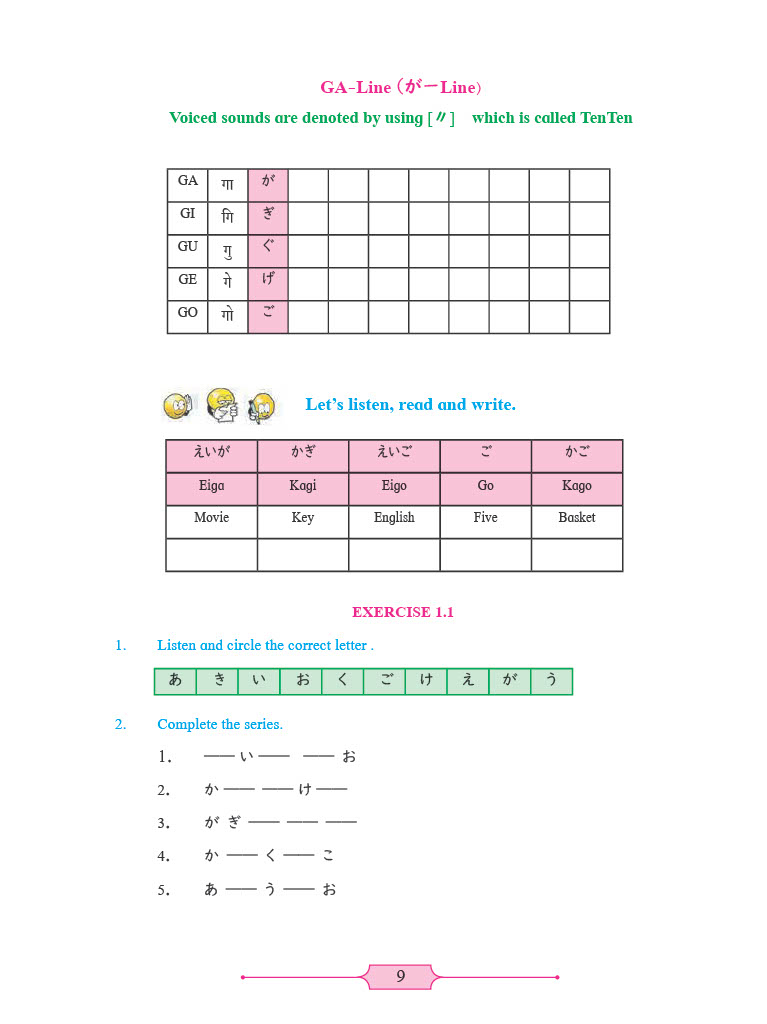 GA-Line (がーLine)
Voiced sounds are denoted by using [〃] which is called TenTen
GA गा が
GI गि ぎ
GU गु ぐ
GE गे げ
GO गो ご
Let's listen, read and write.
えいが かぎ えいご ご かご
Eiga Kagi Eigo Go Kago
Movie Key English Five Basket
EXERCISE 1.1
1. Listen and circle the correct letter .
あ き い お く ご け え が う
2. Complete the series.
1. —— い —— —— お
2. か —— —— け ——
3. が ぎ —— —— ——
4. か —— く —— こ
5. あ —— う —— お
9